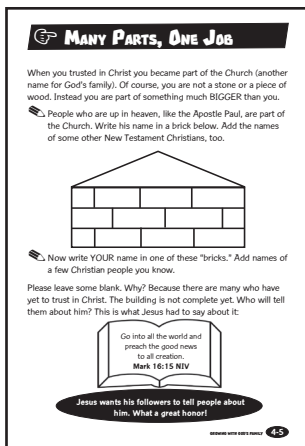 MANY PARTS, ONE JOB
When you trusted in Christ you became part of the Church (another
name for God's family). Of course, you are not a stone or a piece of
wood. Instead you are part of something much BIGGER than you.
People who are up in heaven, like the Apostle Paul, are part of
the Church. Write his name in a brick below. Add the names
of some other New Testament Christians, too.
Now write YOUR name in one of these "bricks." Add names of
a few Christian people you know.
Please leave some blank. Why? Because there are many who have
yet to trust in Christ. The building is not complete yet. Who will tell
them about him? This is what Jesus had to say about it:
Go into all the world and
preach the good news
to all creation.
Mark 16:15 NIV
Jesus wants his followers to tell people about
him. What a great honor!
GROWING WITH GOD'S FAMILY 4-5